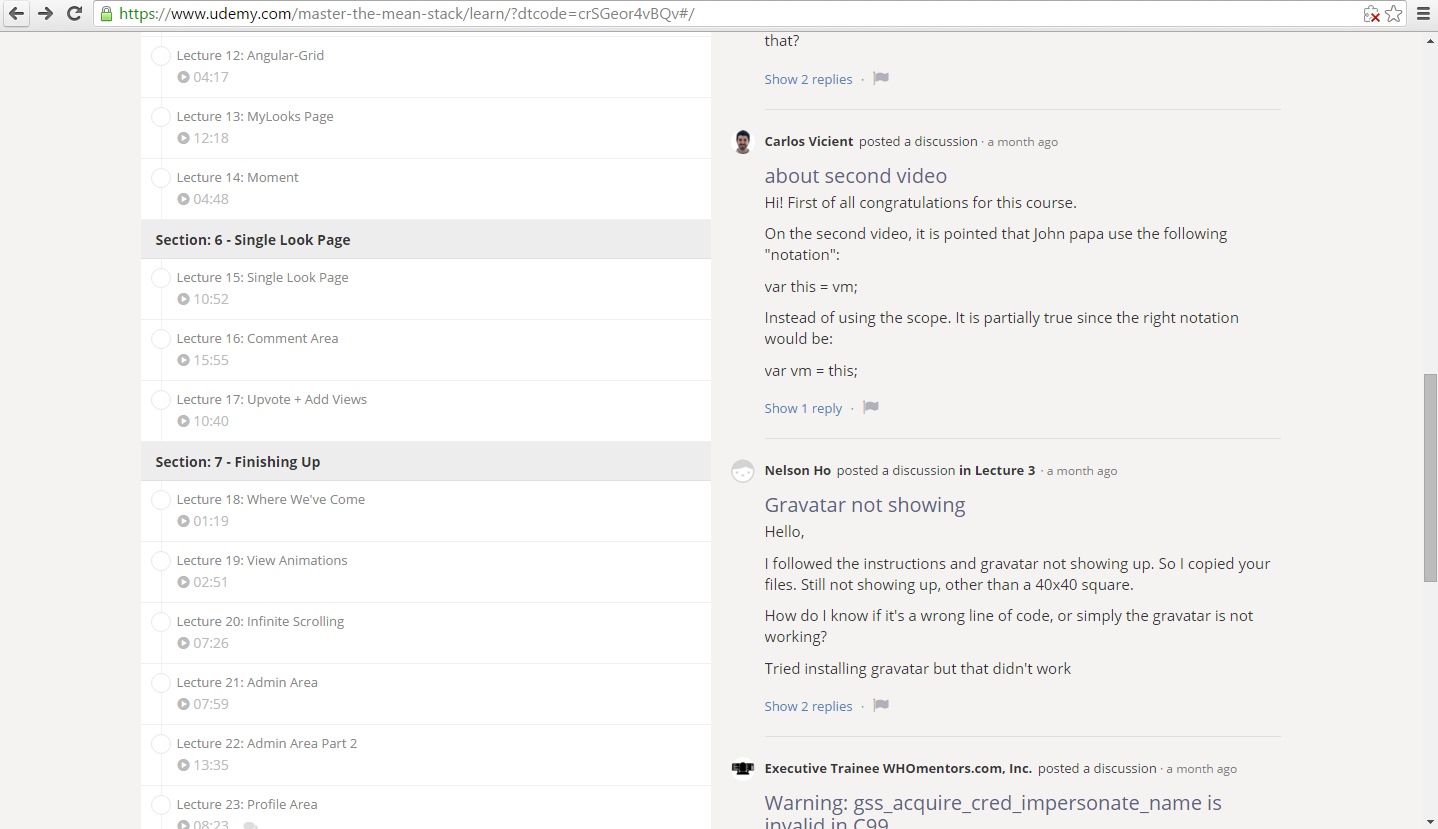 https://www.udemy.com/master-the-mean-stack/learn/?dtcode=crSGeor4vBQv#/
Lecture 12: Angular-Grid
04:17
Lecture 13: MyLooks Page
12:18
Lecture 14: Moment
04:48
Section: 6 - Single Look Page
Lecture 15: Single Look Page
10:52
Lecture 16: Comment Area
15:55
Lecture 17: Upvote + Add Views
10:40
Section: 7 - Finishing Up
Lecture 18: Where We've Come
01:19
Lecture 19: View Animations
02:51
Lecture 20: Infinite Scrolling
07:26
Lecture 21: Admin Area
07:59
Lecture 22: Admin Area Part 2
13:35
Lecture 23: Profile Area
08:23
that?
Show 2 replies ·
Carlos Vicient posted a discussion · a month ago
about second video
Hi! First of all congratulations for this course.
On the second video, it is pointed that John papa use the following
"notation":
var this = vm;
Instead of using the scope. It is partially true since the right notation
would be:
var vm = this;
Show 1 reply ·
Nelson Ho posted a discussion in Lecture 3 · a month ago
Gravatar not showing
Hello,
I followed the instructions and gravatar not showing up. So I copied your
files. Still not showing up, other than a 40x40 square.
How do I know if it's a wrong line of code, or simply the gravatar is not
working?
Tried installing gravatar but that didn't work
Show 2 replies ·
Executive Trainee WHOmentors.com, Inc. posted a discussion · a month ago
Warning: gss_acquire_cred_impersonate_name is
invalid in C99